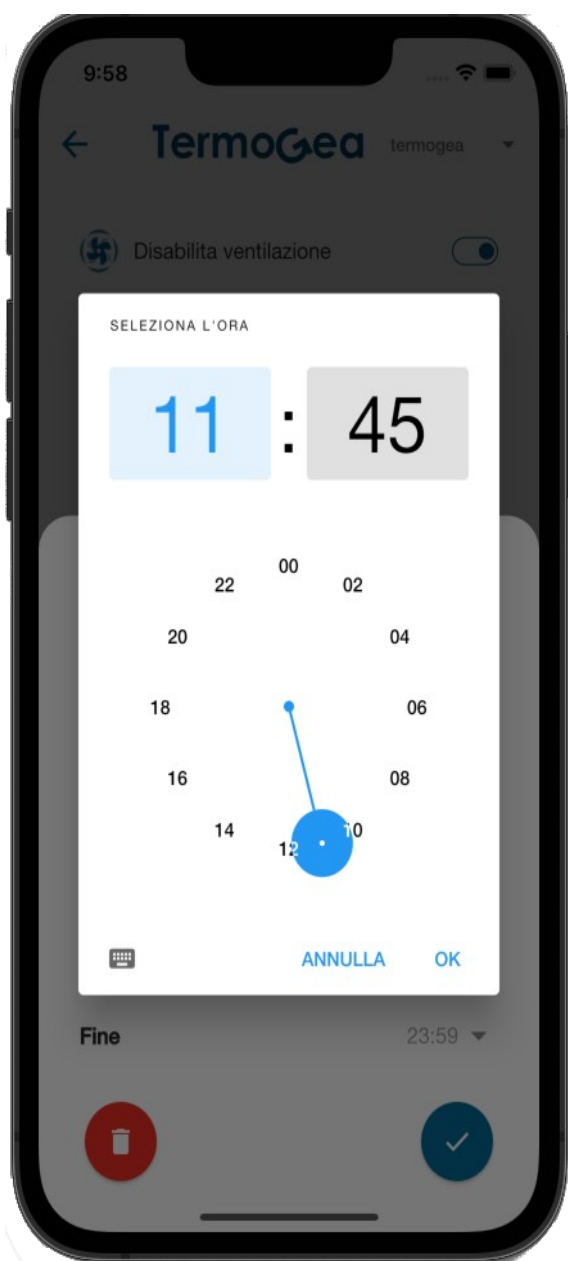 9:58
TermoGea termogea
Disabilita ventilazione
SELEZIONA L'ORA
11 : 45
00
22 02
20 04
18 06
16 08
14 10
12
ANNULLA OK
Fine 23:59